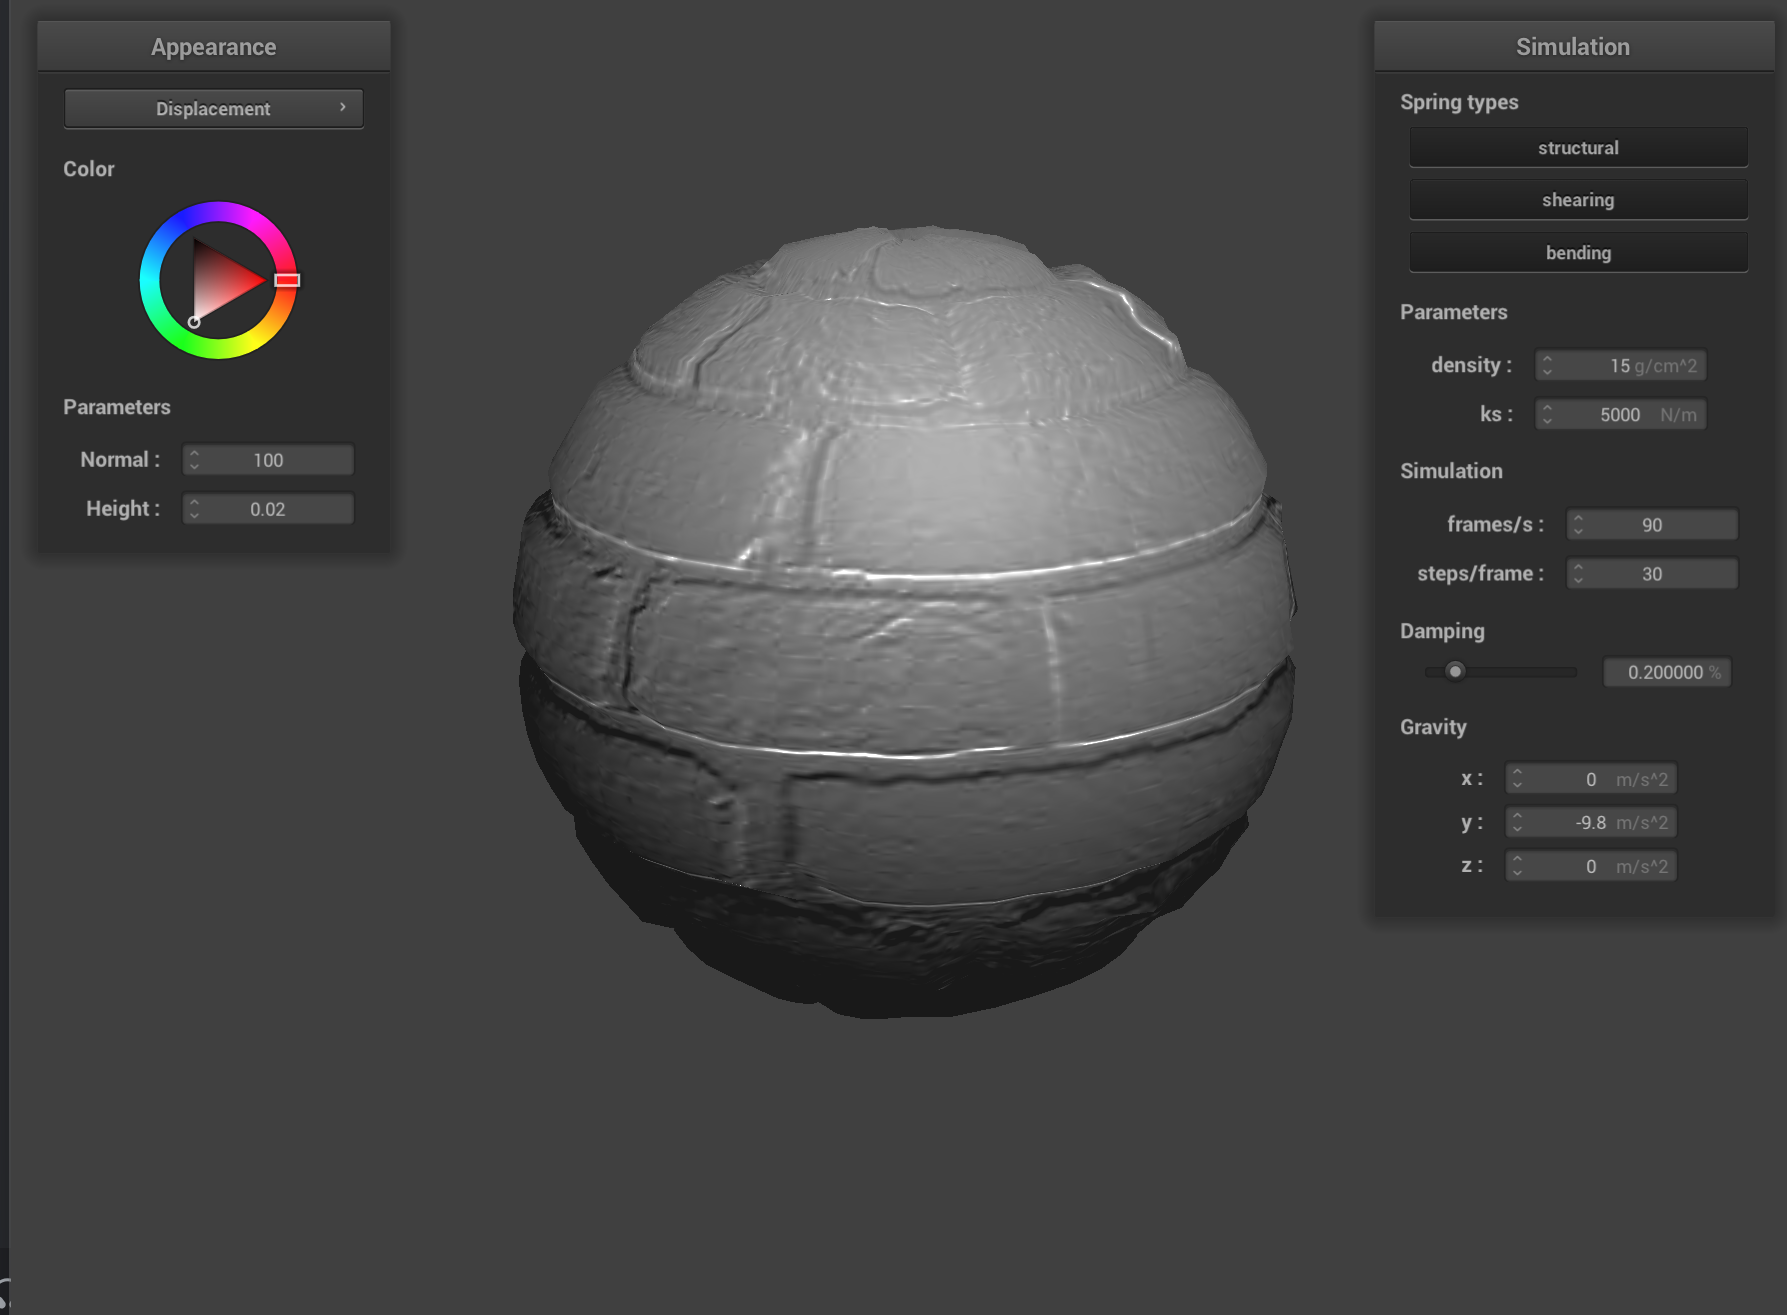 Appearance
Displacement
Color
Parameters
Normal : 100
Height : 0.02
Simulation
Spring types
structural
shearing
bending
Parameters
density : 15 g/cm^2
ks : 5000 N/m
Simulation
frames/s : 90
steps/frame : 30
Damping
0.200000 %
Gravity
x : 0 m/s^2
y : -9.8 m/s^2
z : 0 m/s^2